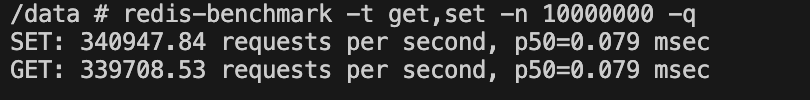 /data # redis-benchmark -t get,set -n 10000000 -q
SET: 340947.84 requests per second, p50=0.079 msec
GET: 339708.53 requests per second, p50=0.079 msec